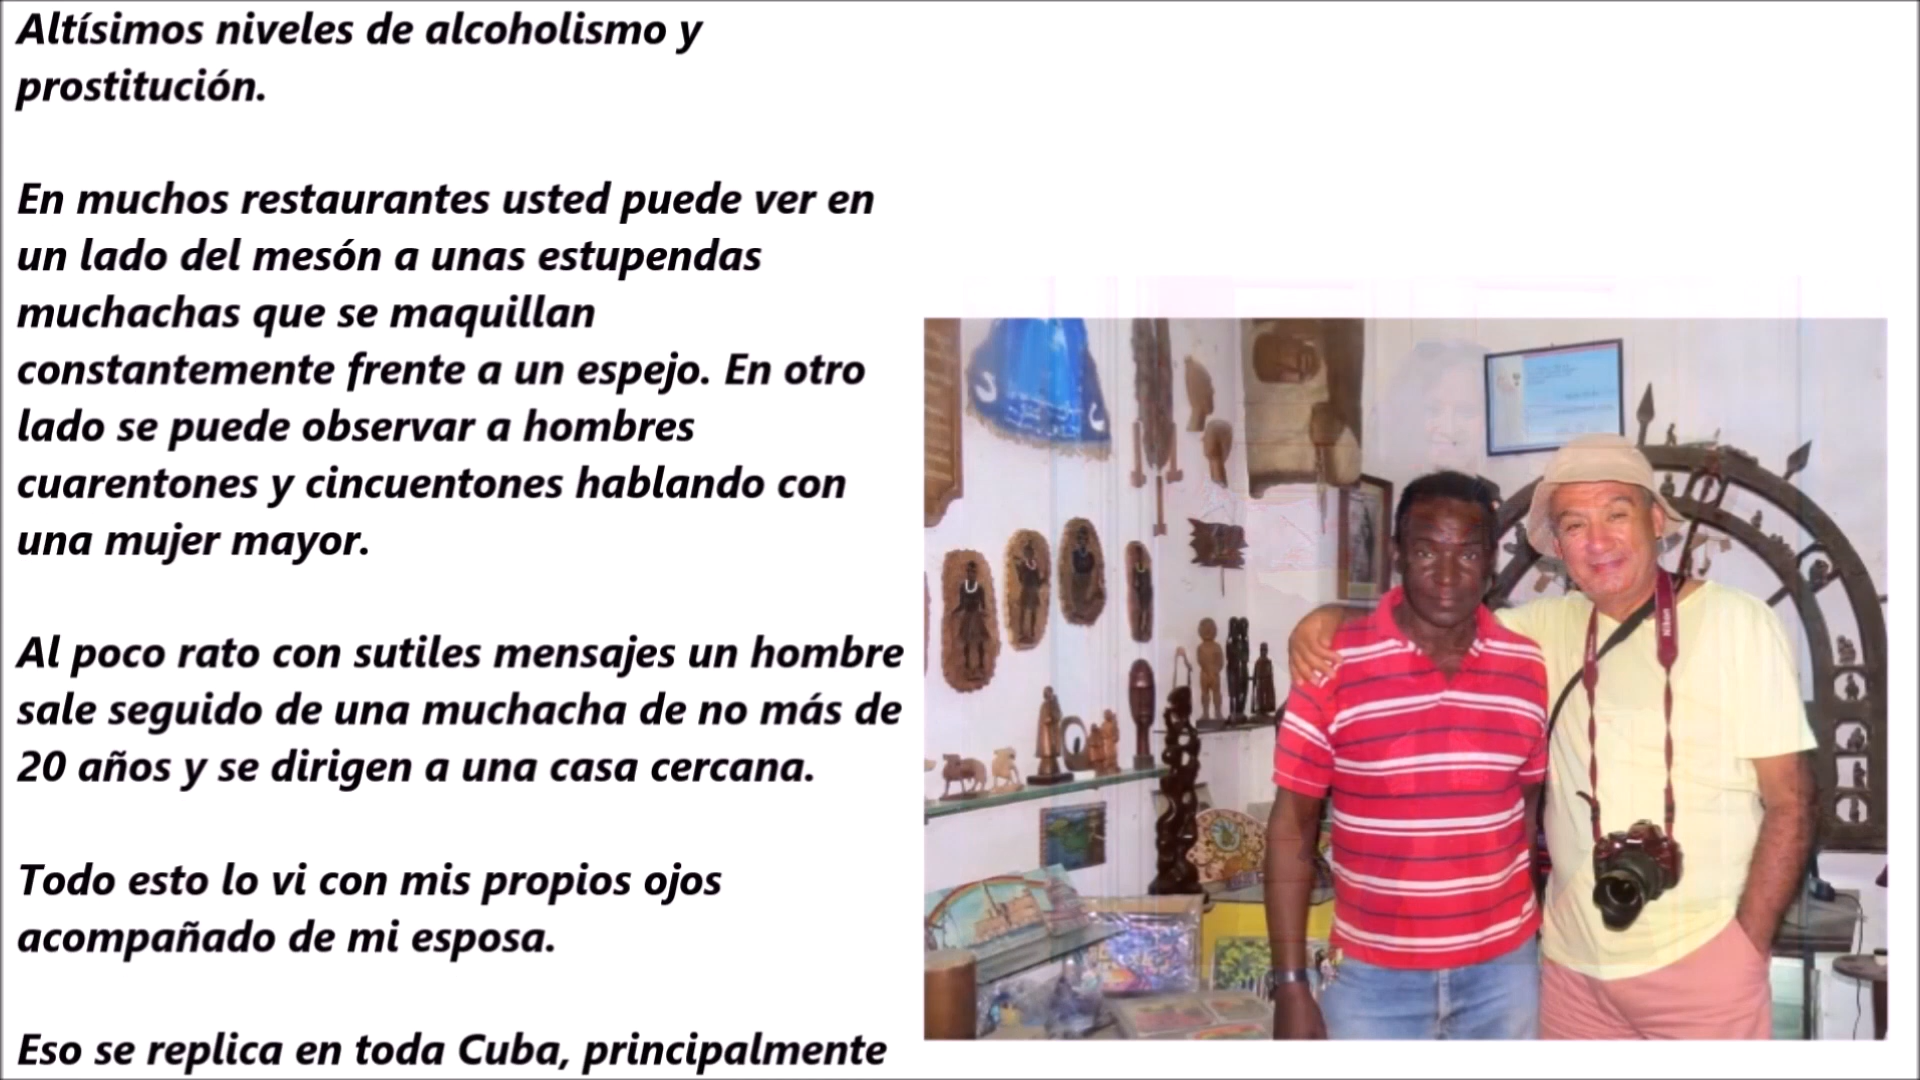 Altísimos niveles de alcoholismo y
prostitución.
En muchos restaurantes usted puede ver en
un lado del mesón a unas estupendas
muchachas que se maquillan
constantemente frente a un espejo. En otro
lado se puede observar a hombres
cuarentones y cincuentones hablando con
una mujer mayor.
Al poco rato con sutiles mensajes un hombre
sale seguido de una muchacha de no más de
20 años y se dirigen a una casa cercana.
Todo esto lo vi con mis propios ojos
acompañado de mi esposa.
Eso se replica en toda Cuba, principalmente
Nikon